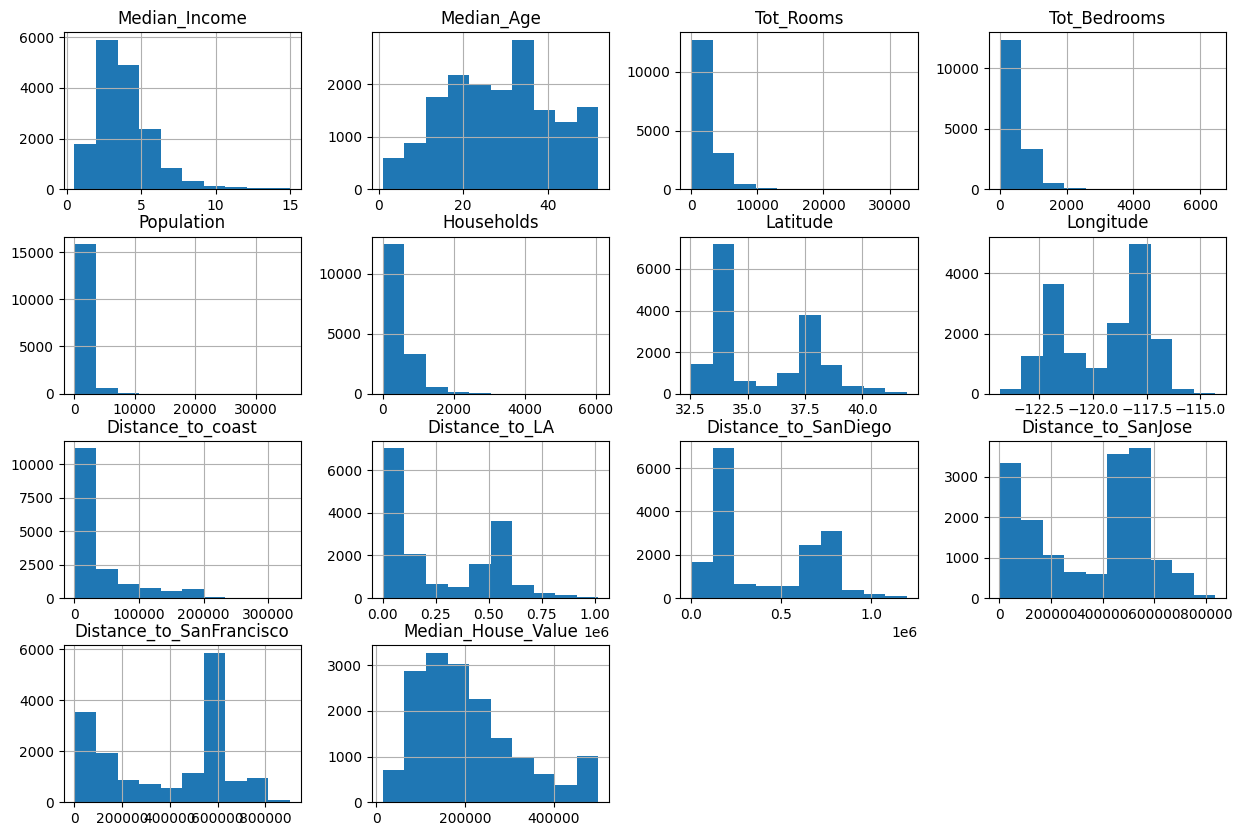 Median_Income
6000
4000
2000
0
0 5 10 15
Median_Age
2000
1000
0
0 20 40
Tot_Rooms
10000
5000
0
0 10000 20000 30000
Tot_Bedrooms
10000
5000
0
0 2000 4000 6000
Population
15000
10000
5000
0
0 10000 20000 30000
Households
10000
5000
0
0 2000 4000 6000
Latitude
6000
4000
2000
0
32.5 35.0 37.5 40.0
Longitude
4000
2000
0
−122.5 −120.0 −117.5 −115.0
Distance_to_coast
10000
7500
5000
2500
0
0 100000 200000 300000
Distance_to_LA
6000
4000
2000
0
0.00 0.25 0.50 0.75 1.00
1e6
Distance_to_SanDiego
6000
4000
2000
0
0.0 0.5 1.0
1e6
Distance_to_SanJose
3000
2000
1000
0
0 200000 400000 600000 800000
Distance_to_SanFrancisco
6000
4000
2000
0
0 200000 400000 600000 800000
Median_House_Value
3000
2000
1000
0
0 200000 400000